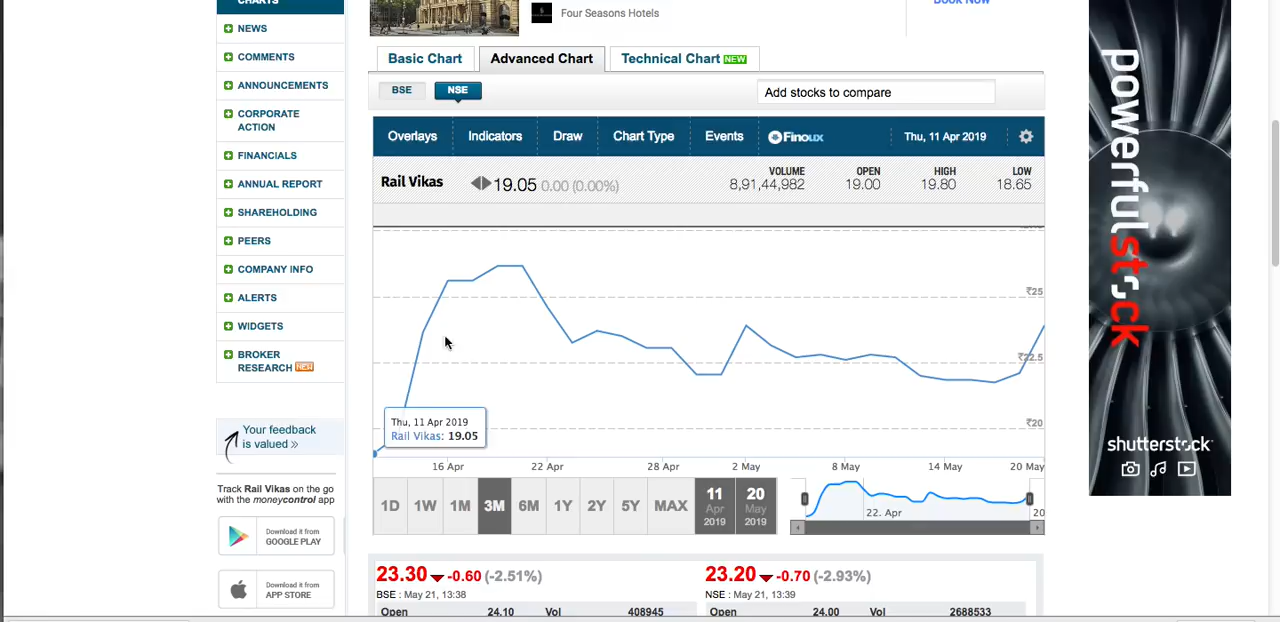 CHARTS
NEWS
COMMENTS
ANNOUNCEMENTS
CORPORATE
ACTION
FINANCIALS
ANNUAL REPORT
SHAREHOLDING
PEERS
COMPANY INFO
ALERTS
WIDGETS
BROKER
RESEARCH NEW
Your feedback
is valued »
Track Rail Vikas on the go
with the moneycontrol app
Download it from
GOOGLE PLAY
Download it from
APP STORE
Four Seasons Hotels
BOOK NOW
Basic Chart
Advanced Chart
Technical Chart NEW
BSE
NSE
Add stocks to compare
Overlays
Indicators
Draw
Chart Type
Events
Finoux
Thu, 11 Apr 2019
Rail Vikas
19.05 0.00 (0.00%)
VOLUME
8,91,44,982
OPEN
19.00
HIGH
19.80
LOW
18.65
₹25
₹22.5
₹20
Thu, 11 Apr 2019
Rail Vikas: 19.05
16 Apr
22 Apr
28 Apr
2 May
8 May
14 May
20 May
1D
1W
1M
3M
6M
1Y
2Y
5Y
MAX
11
Apr
2019
20
May
2019
22. Apr
20
23.30 -0.60 (-2.51%)
BSE : May 21, 13:38
Open 24.10 Vol 408945
23.20 -0.70 (-2.93%)
NSE : May 21, 13:39
Open 24.00 Vol 2688533
powerfulstock
shutterstock